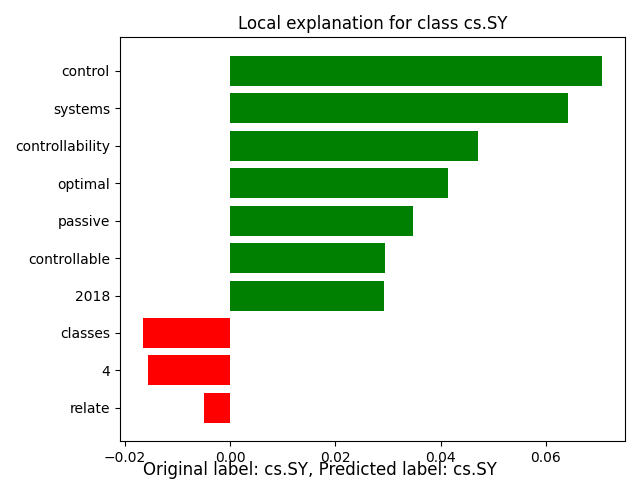 Local explanation for class cs.SY
control
systems
controllability
optimal
passive
controllable
2018
classes
4
relate
−0.02 0.00 0.02 0.04 0.06
Original label: cs.SY, Predicted label: cs.SY